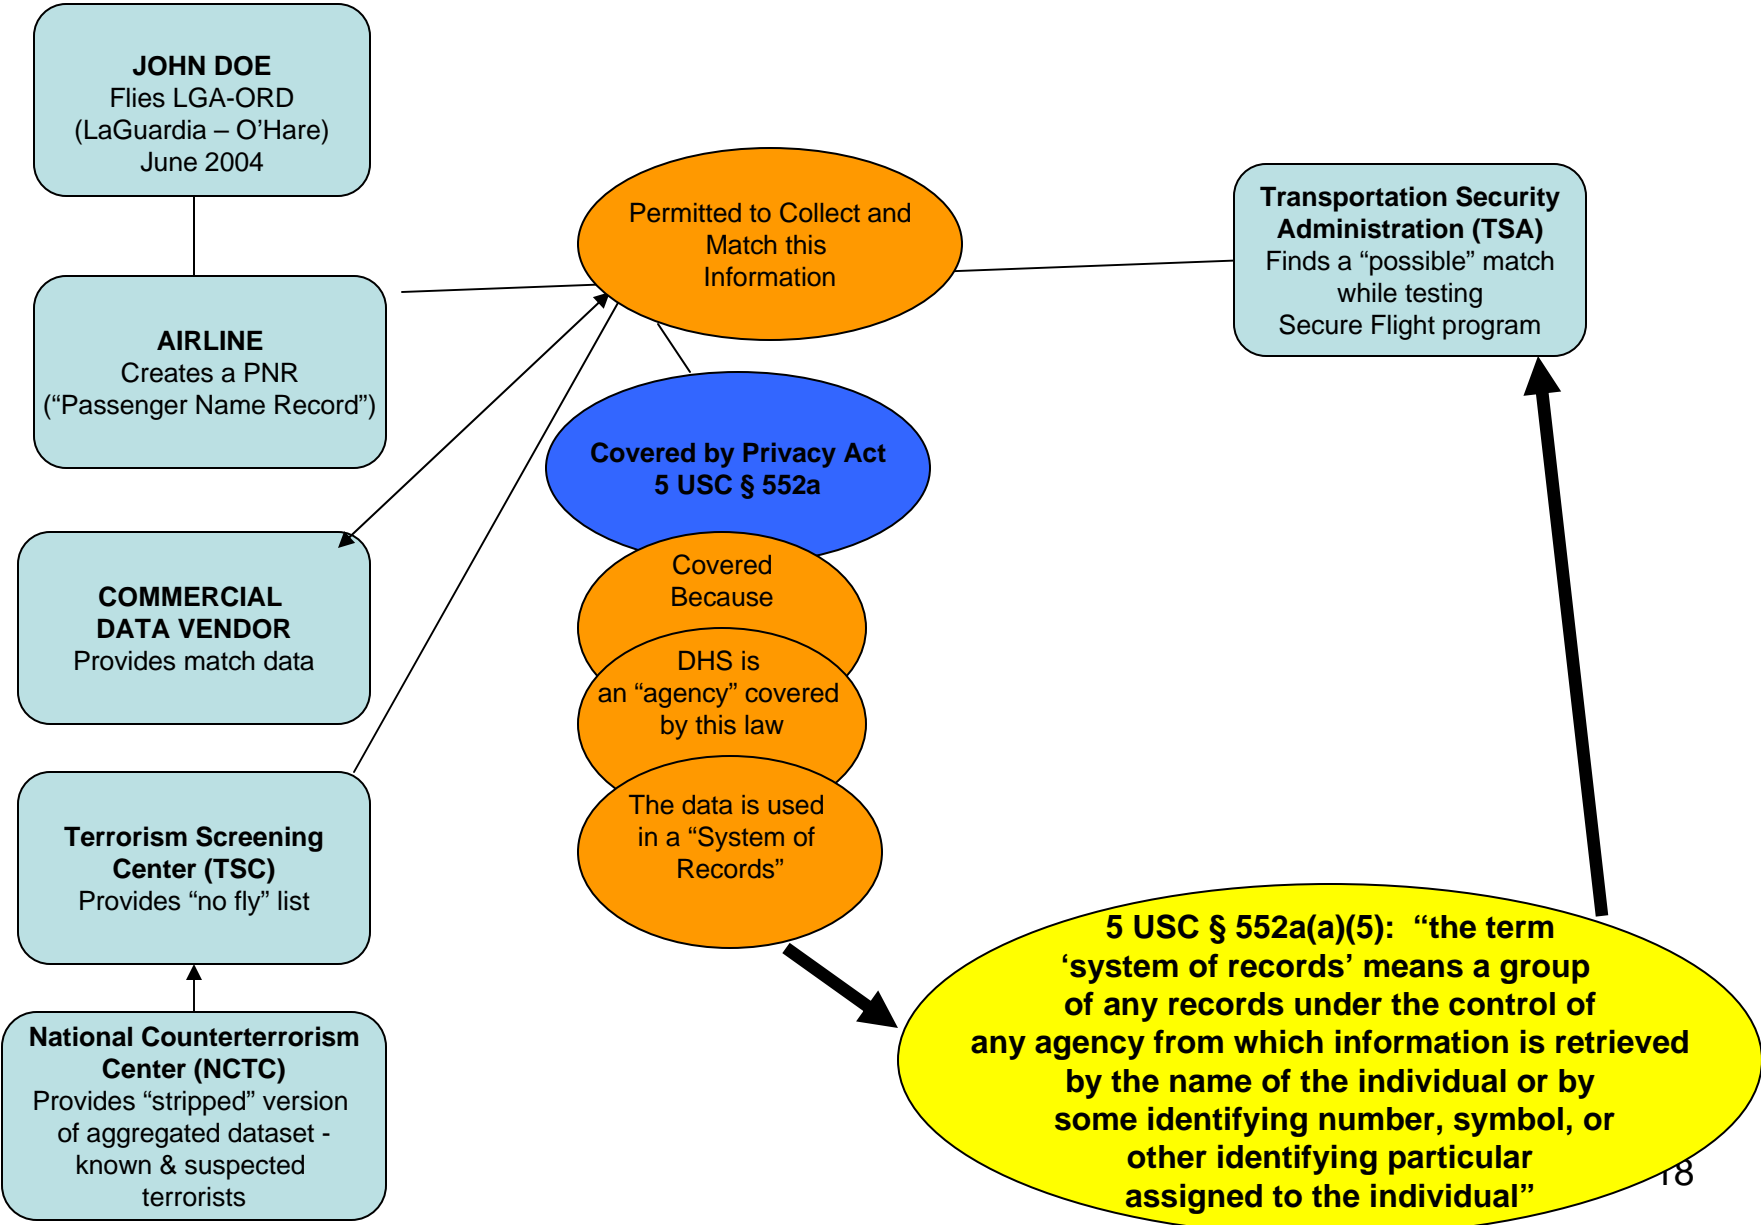 JOHN DOE
Flies LGA-ORD
(LaGuardia – O’Hare)
June 2004
AIRLINE
Creates a PNR
(“Passenger Name Record”)
COMMERCIAL
DATA VENDOR
Provides match data
Terrorism Screening
Center (TSC)
Provides “no fly” list
National Counterterrorism
Center (NCTC)
Provides “stripped” version
of aggregated dataset -
known & suspected
terrorists
Permitted to Collect and
Match this
Information
Covered by Privacy Act
5 USC § 552a
Covered
Because
DHS is
an “agency” covered
by this law
The data is used
in a “System of
Records”
Transportation Security
Administration (TSA)
Finds a “possible” match
while testing
Secure Flight program
5 USC § 552a(a)(5):  “the term
‘system of records’ means a group
of any records under the control of
any agency from which information is retrieved
by the name of the individual or by
some identifying number, symbol, or
other identifying particular
assigned to the individual”
18